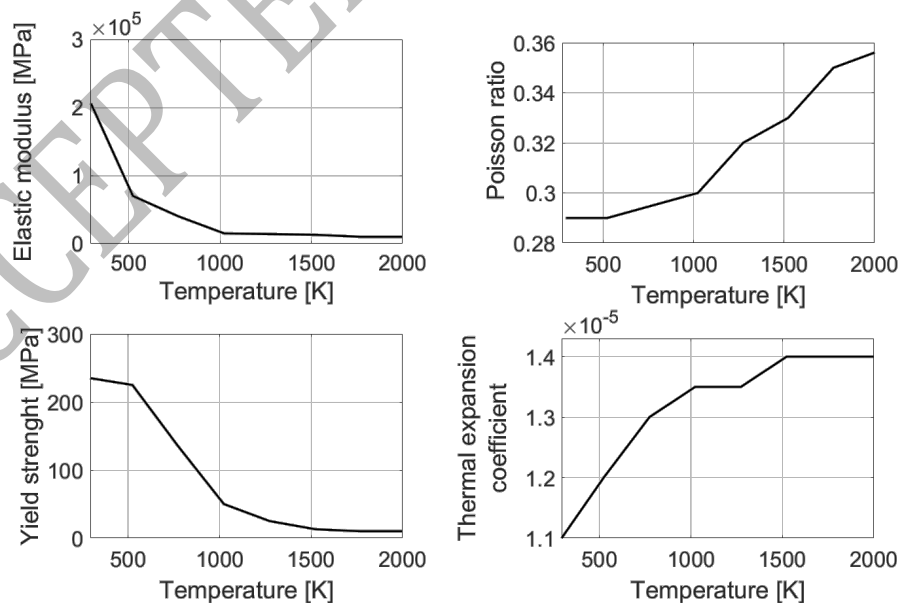 ×10⁵
3
2
1
0
Elastic modulus [MPa]
500 1000 1500 2000
Temperature [K]
0.36
0.34
0.32
0.3
0.28
Poisson ratio
500 1000 1500 2000
Temperature [K]
300
200
100
0
Yield strenght [MPa]
500 1000 1500 2000
Temperature [K]
×10⁻⁵
1.4
1.3
1.2
1.1
Thermal expansion
coefficient
500 1000 1500 2000
Temperature [K]
CCEPTE